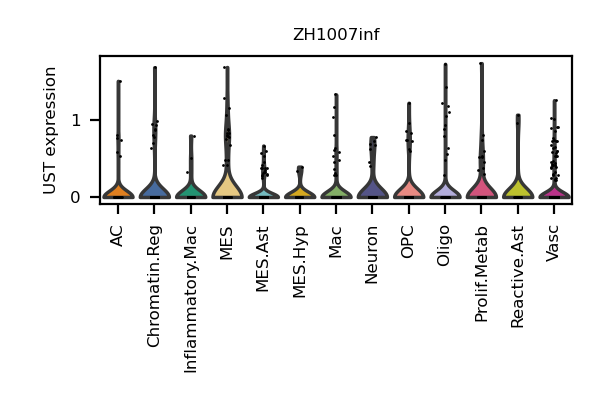 ZH1007inf
UST expression
1
0
AC
Chromatin.Reg
Inflammatory.Mac
MES
MES.Ast
MES.Hyp
Mac
Neuron
OPC
Oligo
Prolif.Metab
Reactive.Ast
Vasc